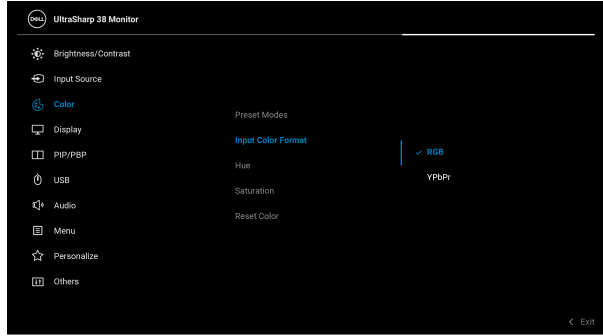 DELL UltraSharp 38 Monitor
Brightness/Contrast
Input Source
Color
Display
PIP/PBP
USB
Audio
Menu
Personalize
Others
Preset Modes
Input Color Format
Hue
Saturation
Reset Color
RGB
YPbPr
Exit